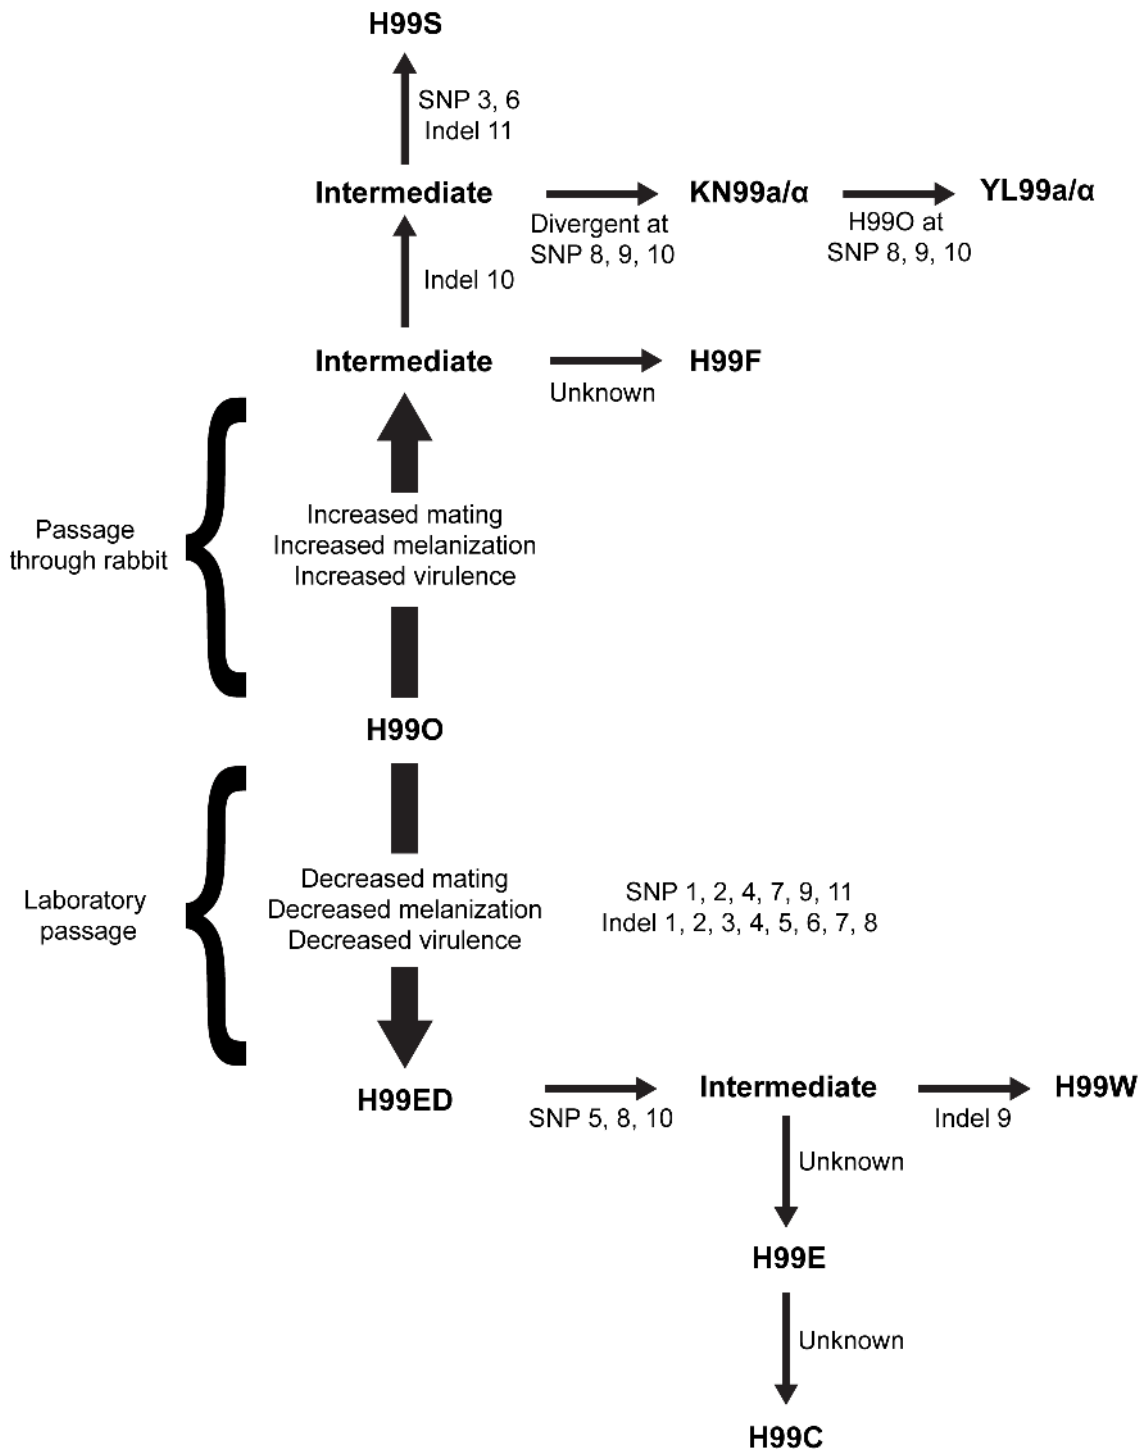 H99S
SNP 3, 6
Indel 11
Intermediate
KN99a/α
YL99a/α
Divergent at
SNP 8, 9, 10
H99O at
SNP 8, 9, 10
Indel 10
Intermediate
H99F
Unknown
Passage
through rabbit
Increased mating
Increased melanization
Increased virulence
H99O
Laboratory
passage
Decreased mating
Decreased melanization
Decreased virulence
SNP 1, 2, 4, 7, 9, 11
Indel 1, 2, 3, 4, 5, 6, 7, 8
H99ED
SNP 5, 8, 10
Intermediate
Indel 9
H99W
Unknown
H99E
Unknown
H99C